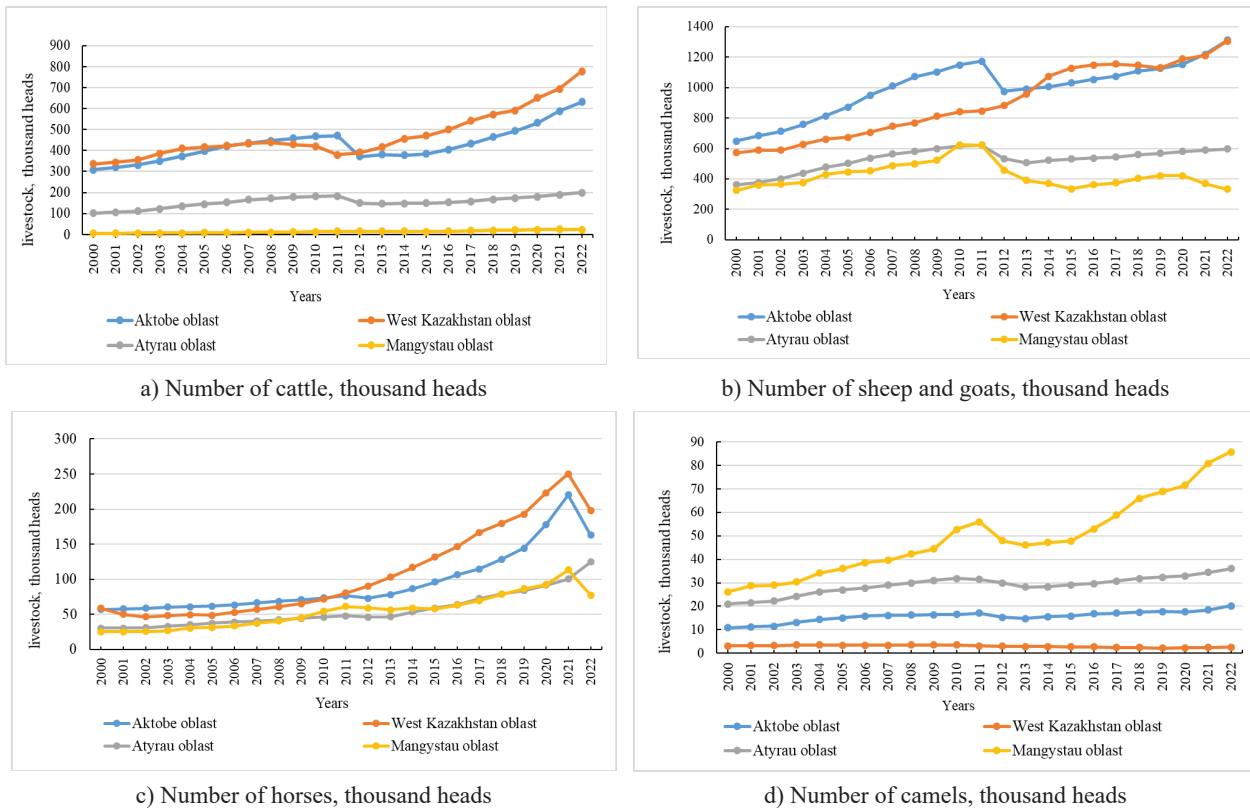 900
800
700
600
500
400
300
200
100
0
livestock, thousand heads
2000 2001 2002 2003 2004 2005 2006 2007 2008 2009 2010 2011 2012 2013 2014 2015 2016 2017 2018 2019 2020 2021 2022
Years
Aktobe oblast West Kazakhstan oblast
Atyrau oblast Mangystau oblast
a) Number of cattle, thousand heads
1400
1200
1000
800
600
400
200
0
livestock, thousand heads
2000 2001 2002 2003 2004 2005 2006 2007 2008 2009 2010 2011 2012 2013 2014 2015 2016 2017 2018 2019 2020 2021 2022
Years
Aktobe oblast West Kazakhstan oblast
Atyrau oblast Mangystau oblast
b) Number of sheep and goats, thousand heads
300
250
200
150
100
50
0
livestock, thousand heads
2000 2001 2002 2003 2004 2005 2006 2007 2008 2009 2010 2011 2012 2013 2014 2015 2016 2017 2018 2019 2020 2021 2022
Years
Aktobe oblast West Kazakhstan oblast
Atyrau oblast Mangystau oblast
c) Number of horses, thousand heads
90
80
70
60
50
40
30
20
10
0
livestock, thousand heads
2000 2001 2002 2003 2004 2005 2006 2007 2008 2009 2010 2011 2012 2013 2014 2015 2016 2017 2018 2019 2020 2021 2022
Years
Aktobe oblast West Kazakhstan oblast
Atyrau oblast Mangystau oblast
d) Number of camels, thousand heads